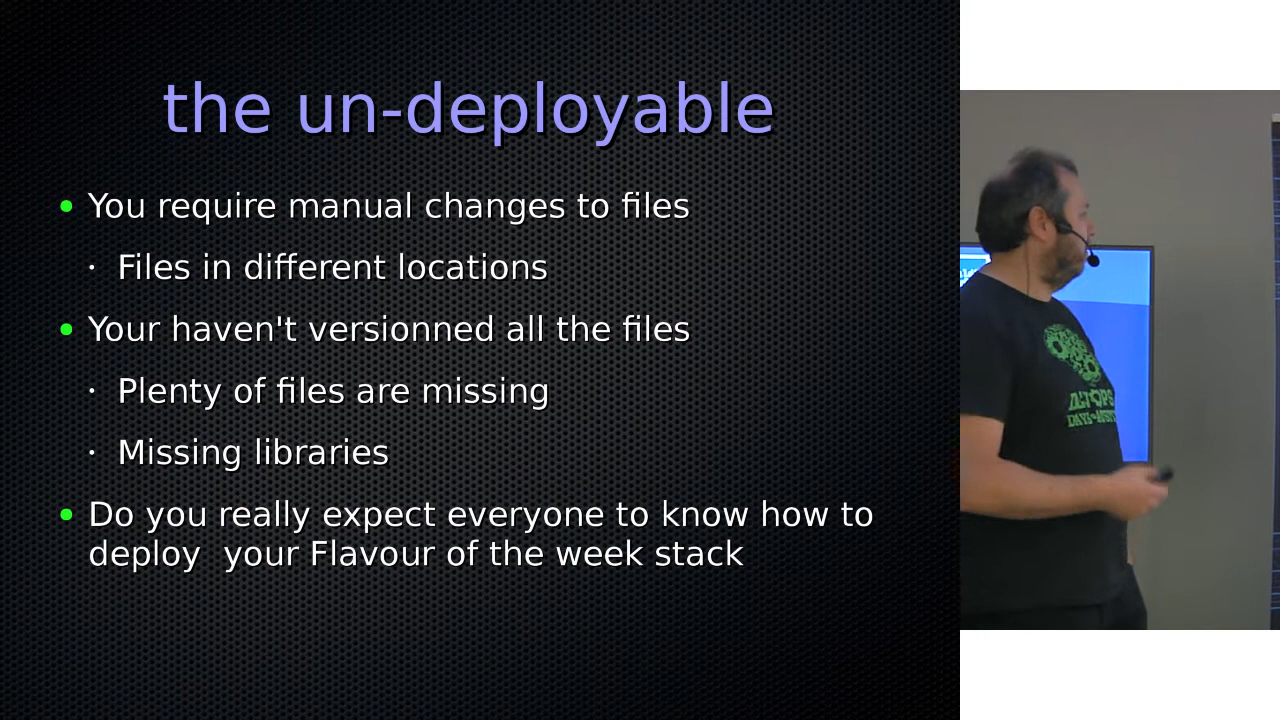 the un-deployable
• You require manual changes to files
• Files in different locations
• Your haven't versionned all the files
• Plenty of files are missing
• Missing libraries
• Do you really expect everyone to know how to
deploy  your Flavour of the week stack